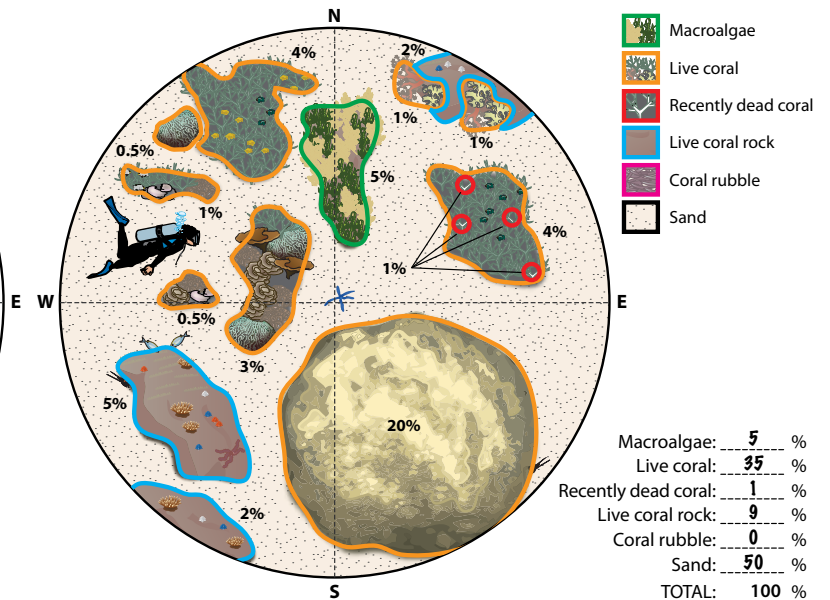 N
4%
2%
1%
1%
0.5%
5%
1%
4%
1%
E
W
E
0.5%
3%
5%
20%
2%
S
Macroalgae
Live coral
Recently dead coral
Live coral rock
Coral rubble
Sand
Macroalgae: 5 %
Live coral: 35 %
Recently dead coral: 1 %
Live coral rock: 9 %
Coral rubble: 0 %
Sand: 50 %
TOTAL: 100 %